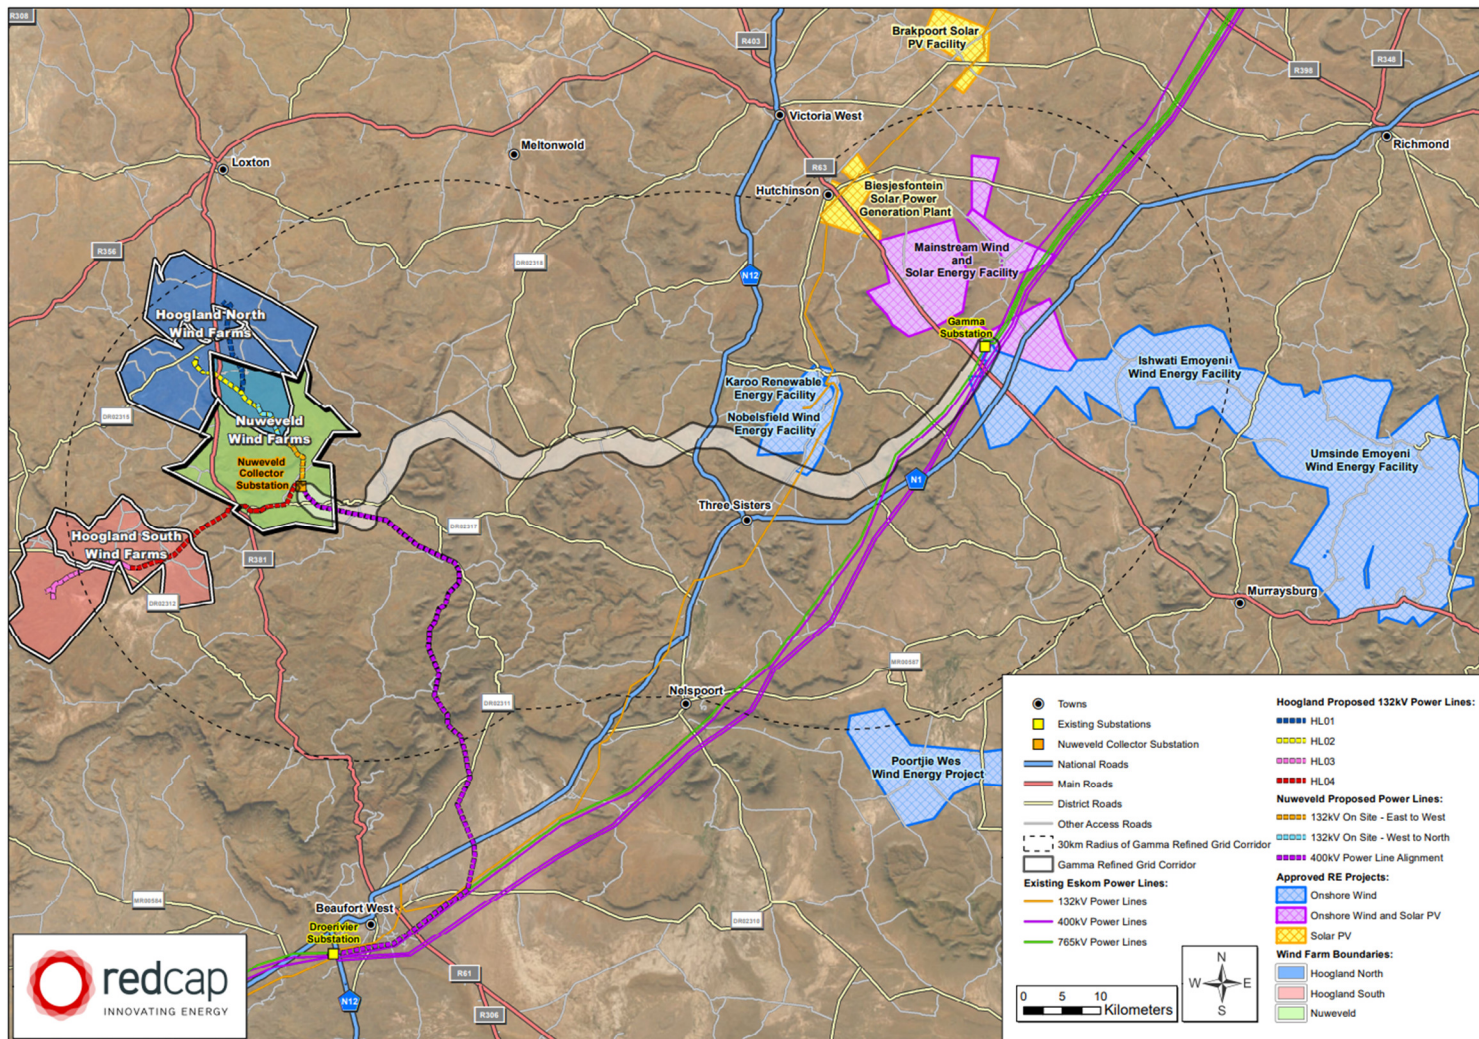 R308
R403
Brakpoort Solar
PV Facility
R398
R348
Victoria West
Richmond
Meltonwold
Loxton
R63
Hutchinson
Biesjesfontein
Solar Power
Generation Plant
R356
DR02318
N12
Mainstream Wind
and
Solar Energy Facility
Hoogland North
Wind Farms
Gamma
Substation
Ishwati Emoyeni
Wind Energy Facility
Karoo Renewable
Energy Facility
Nobelsfield Wind
Energy Facility
DR02315
Nuweveld
Wind Farms
Nuweveld
Collector
Substation
Umsinde Emoyeni
Wind Energy Facility
N1
Three Sisters
DR02317
Hoogland South
Wind Farms
R381
DR02312
Murraysburg
MR00587
Nelspoort
DR02311
Poortjie Wes
Wind Energy Project
MR00584
Beaufort West
Droerivier
Substation
DR02310
R61
N12
R306
redcap
INNOVATING ENERGY
Towns
Existing Substations
Nuweveld Collector Substation
National Roads
Main Roads
District Roads
Other Access Roads
30km Radius of Gamma Refined Grid Corridor
Gamma Refined Grid Corridor
Existing Eskom Power Lines:
132kV Power Lines
400kV Power Lines
765kV Power Lines
0 5 10
Kilometers
N
W E
S
Hoogland Proposed 132kV Power Lines:
HL01
HL02
HL03
HL04
Nuweveld Proposed Power Lines:
132kV On Site - East to West
132kV On Site - West to North
400kV Power Line Alignment
Approved RE Projects:
Onshore Wind
Onshore Wind and Solar PV
Solar PV
Wind Farm Boundaries:
Hoogland North
Hoogland South
Nuweveld